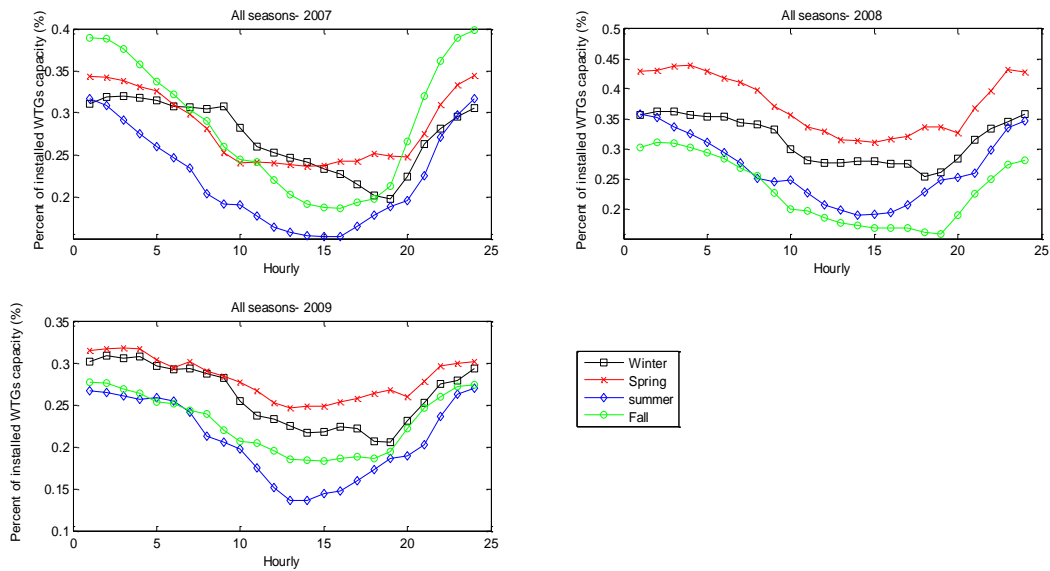 All seasons- 2007
Percent of installed WTGs capacity (%)
0.4
0.35
0.3
0.25
0.2
0 5 10 15 20 25
Hourly
All seasons- 2008
Percent of installed WTGs capacity (%)
0.5
0.45
0.4
0.35
0.3
0.25
0.2
0 5 10 15 20 25
Hourly
All seasons- 2009
Percent of installed WTGs capacity (%)
0.35
0.3
0.25
0.2
0.15
0.1
0 5 10 15 20 25
Hourly
Winter
Spring
summer
Fall